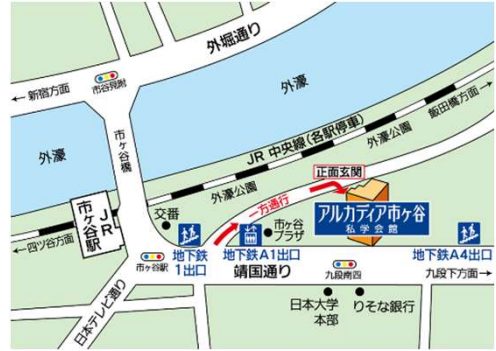 外堀通り
市谷見附
← 新宿方面
外濠
飯田橋方面 →
市ヶ谷橋
JR 中央線(各駅停車)
外濠公園
外濠
外濠公園
正面玄関
一方通行
アルカディア市ヶ谷
私学会館
JR
市ヶ谷駅
交番
市ヶ谷
プラザ
←四ツ谷方面
地下鉄
1出口
地下鉄A1出口
地下鉄A4出口
市ヶ谷駅
靖国通り
九段南四
九段下方面→
日本テレビ通り
日本大学
本部
りそな銀行